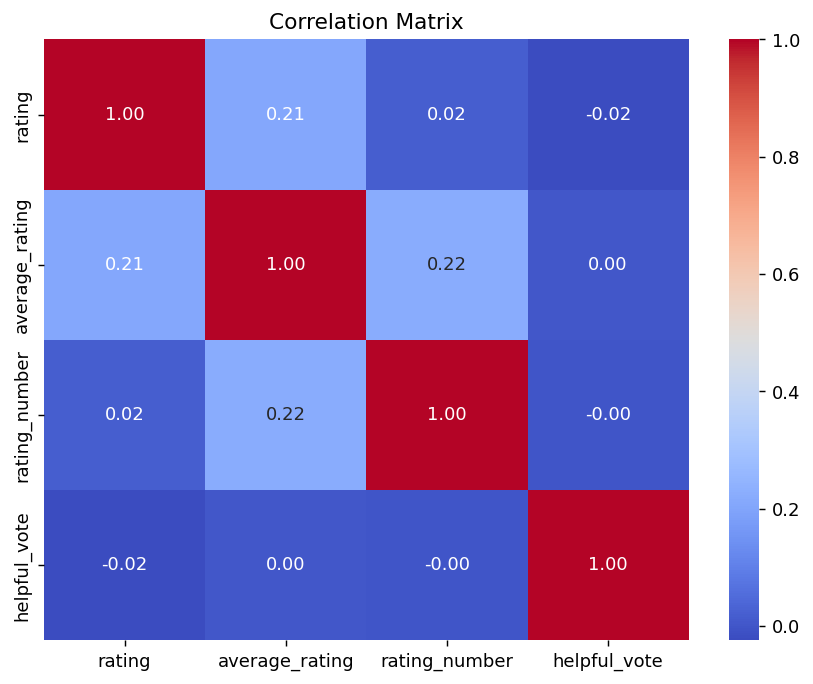 Correlation Matrix
rating
1.00
0.21
0.02
-0.02
average_rating
0.21
1.00
0.22
0.00
rating_number
0.02
0.22
1.00
-0.00
helpful_vote
-0.02
0.00
-0.00
1.00
rating
average_rating
rating_number
helpful_vote
1.0
0.8
0.6
0.4
0.2
0.0